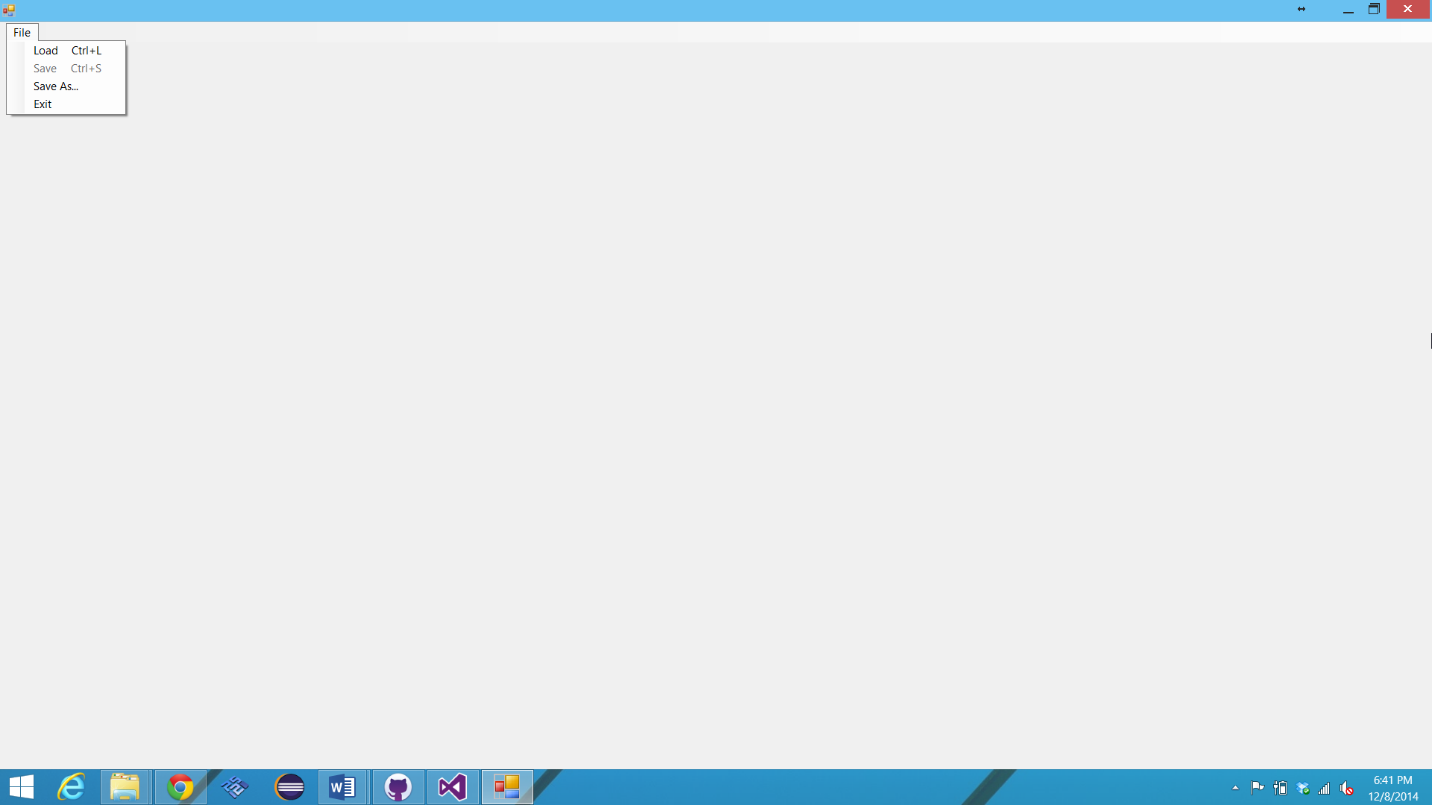 File
Load Ctrl+L
Save Ctrl+S
Save As...
Exit
6:41 PM
12/8/2014